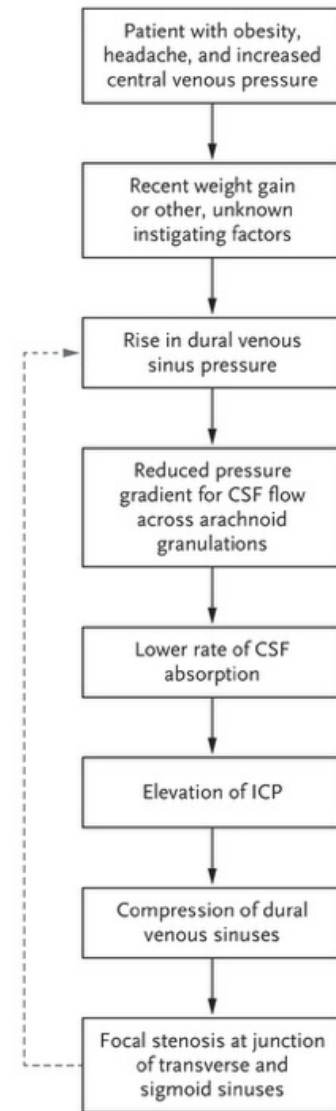 Patient with obesity,
headache, and increased
central venous pressure
Recent weight gain
or other, unknown
instigating factors
Rise in dural venous
sinus pressure
Reduced pressure
gradient for CSF flow
across arachnoid
granulations
Lower rate of CSF
absorption
Elevation of ICP
Compression of dural
venous sinuses
Focal stenosis at junction
of transverse and
sigmoid sinuses